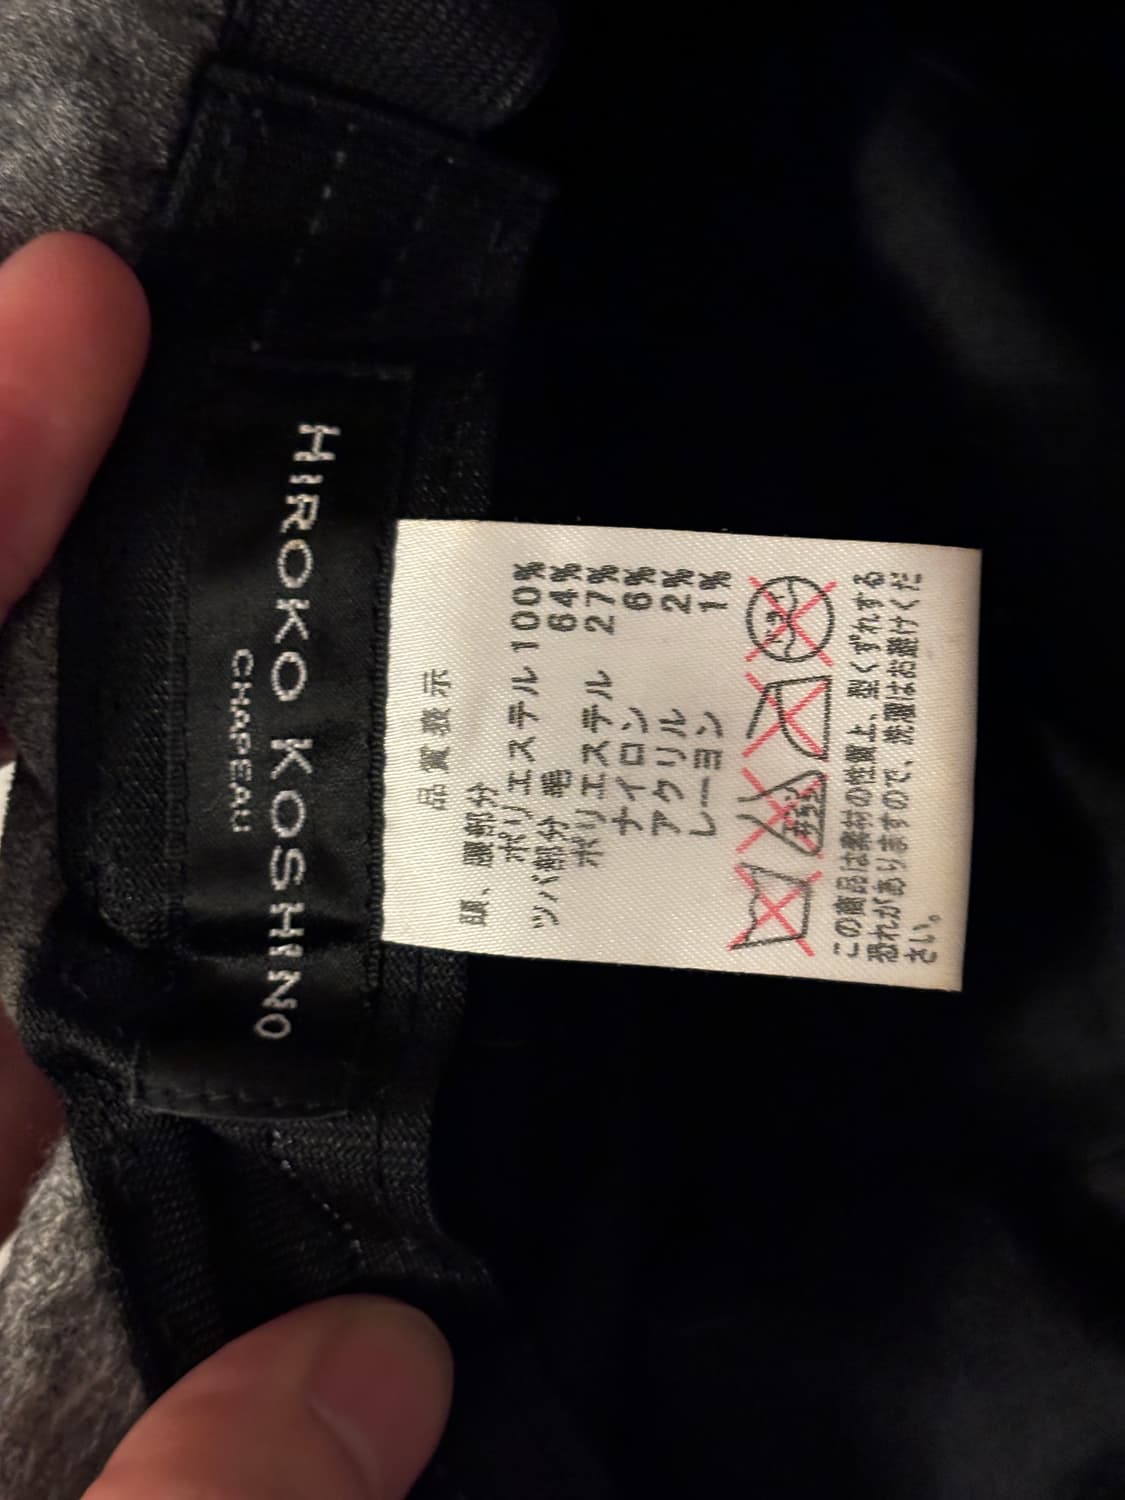 HIROKO KOSHINO
CHAPEAU
品質表示
頭、腰部分
ポリエステル 100%
ツバ部分 毛 64%
ポリエステル 27%
ナイロン 6%
アクリル 2%
レーヨン 1%
この商品は素材の性質上、型くずれする
恐れがありますので、洗濯はお避けくだ
さい。